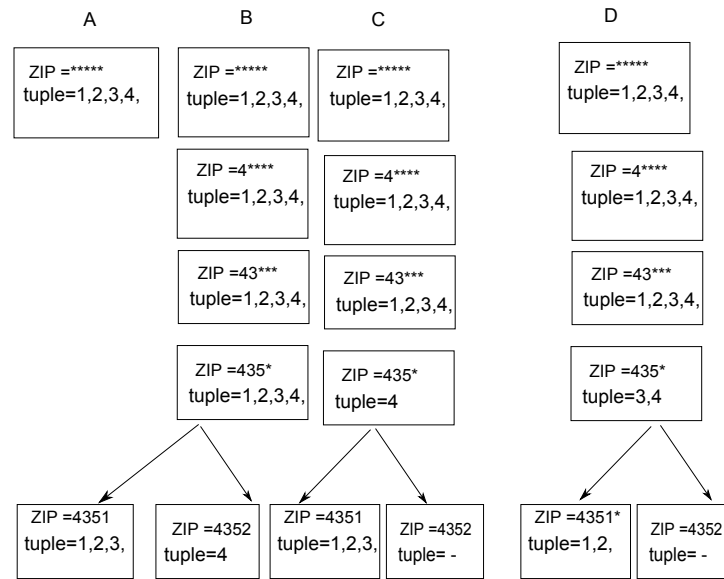 A
B
C
D
ZIP =*****
tuple=1,2,3,4,
ZIP =*****
tuple=1,2,3,4,
ZIP =*****
tuple=1,2,3,4,
ZIP =*****
tuple=1,2,3,4,
ZIP =4****
tuple=1,2,3,4,
ZIP =4****
tuple=1,2,3,4,
ZIP =4****
tuple=1,2,3,4,
ZIP =43***
tuple=1,2,3,4,
ZIP =43***
tuple=1,2,3,4,
ZIP =43***
tuple=1,2,3,4,
ZIP =435*
tuple=1,2,3,4,
ZIP =435*
tuple=4
ZIP =435*
tuple=3,4
ZIP =4351
tuple=1,2,3,
ZIP =4352
tuple=4
ZIP =4351
tuple=1,2,3,
ZIP =4352
tuple= -
ZIP =4351*
tuple=1,2,
ZIP =4352
tuple= -